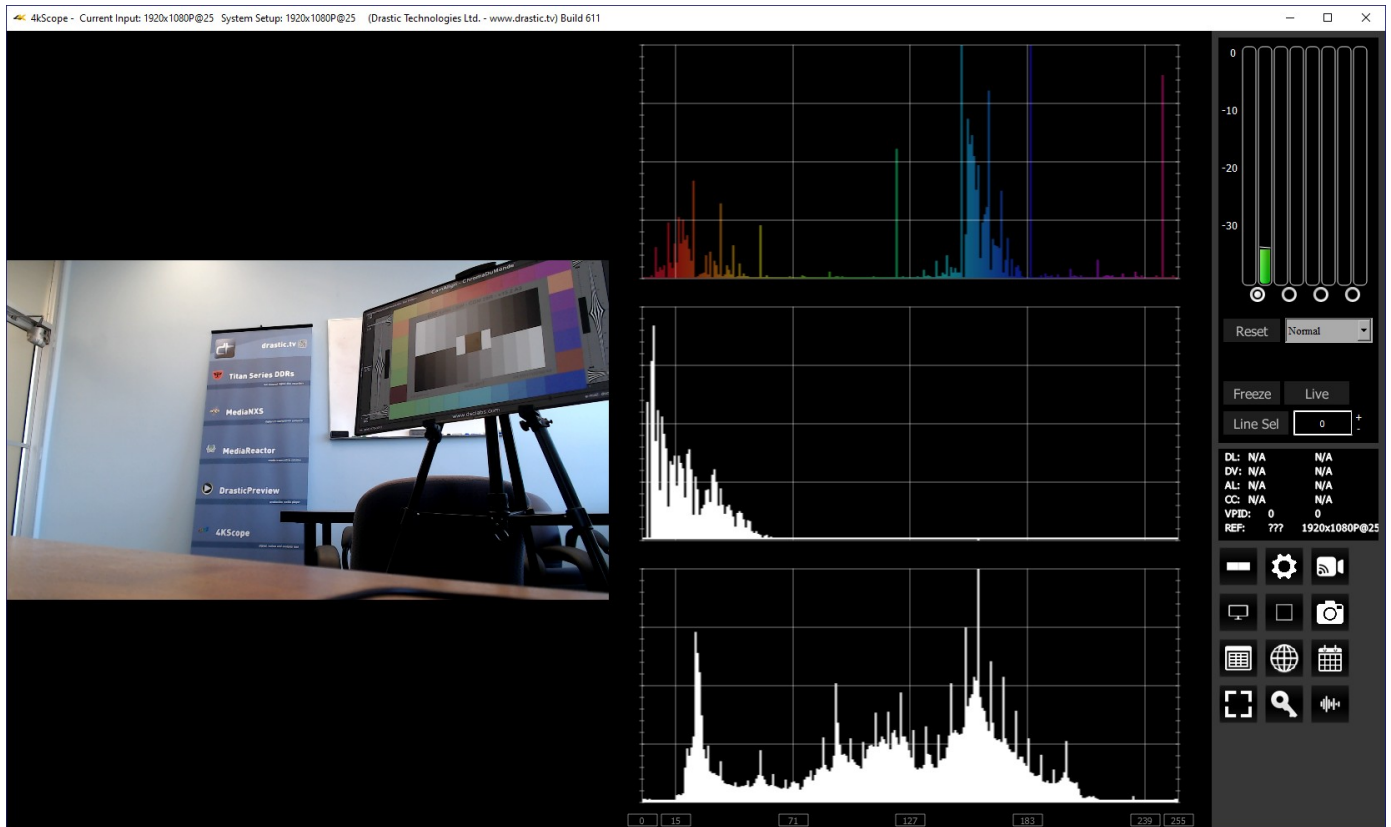 4kScope - Current Input: 1920x1080P@25 System Setup: 1920x1080P@25 (Drastic Technologies Ltd. - www.drastic.tv) Build 611
drastic.tv
Titan Series DDRs
MediaNXS
MediaReactor
DrasticPreview
4KScope
ChromaDuMonde
www.dsclabs.com
0 15 71 127 183 239 255
0
-10
-20
-30
Reset Normal
Freeze Live
Line Sel 0 + -
DL: N/A N/A
DV: N/A N/A
AL: N/A N/A
CC: N/A N/A
VPID: 0 0
REF: ??? 1920x1080P@25